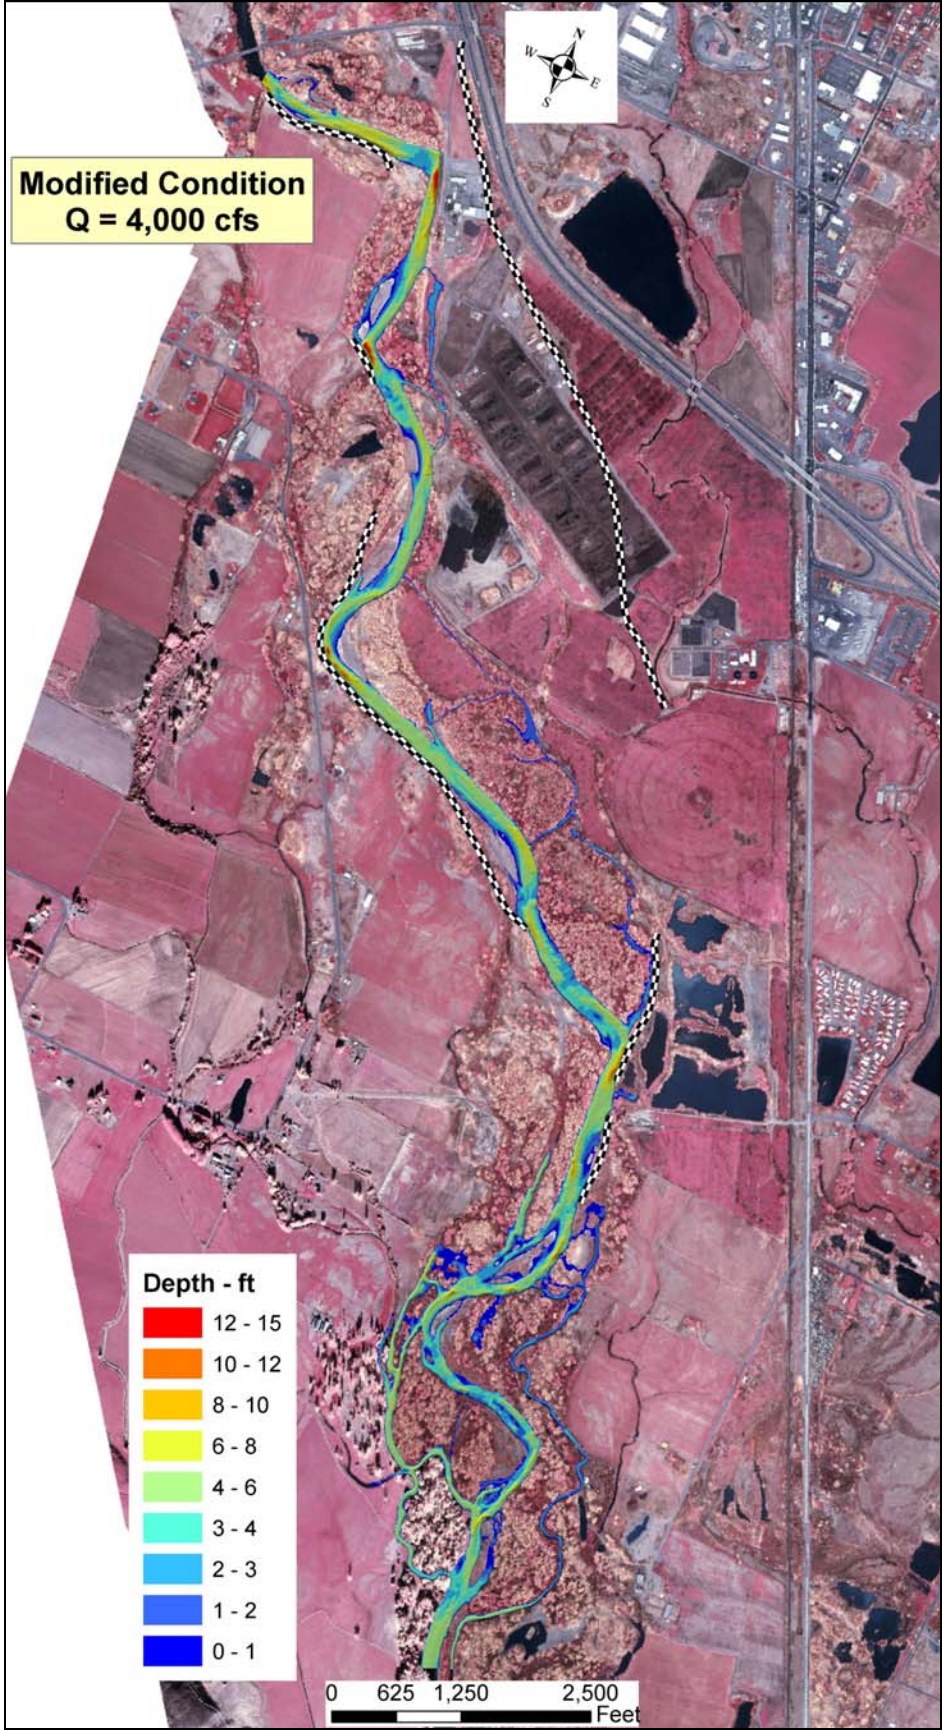 N
W
E
S
Modified Condition
Q = 4,000 cfs
Depth - ft
12 - 15
10 - 12
8 - 10
6 - 8
4 - 6
3 - 4
2 - 3
1 - 2
0 - 1
0 625 1,250 2,500
Feet